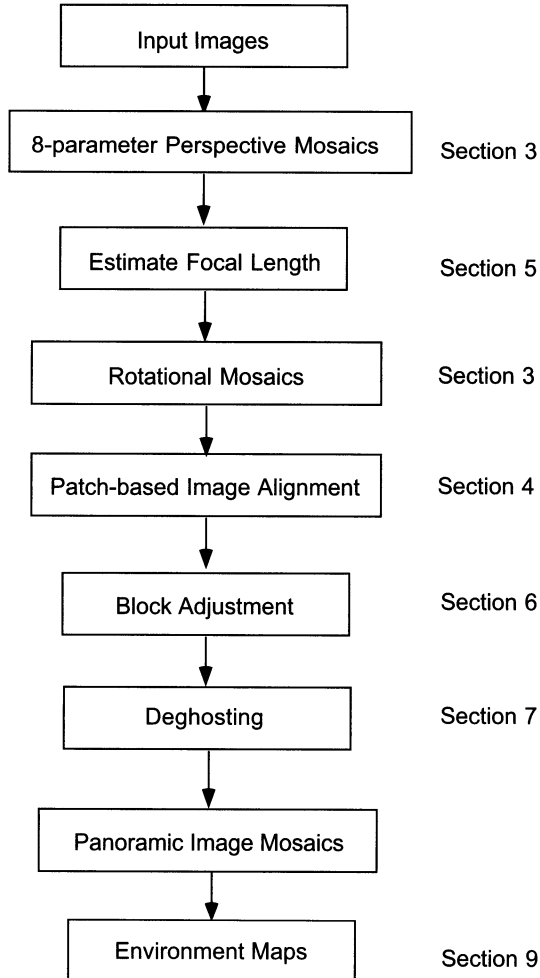 Input Images
8-parameter Perspective Mosaics
Section 3
Estimate Focal Length
Section 5
Rotational Mosaics
Section 3
Patch-based Image Alignment
Section 4
Block Adjustment
Section 6
Deghosting
Section 7
Panoramic Image Mosaics
Environment Maps
Section 9